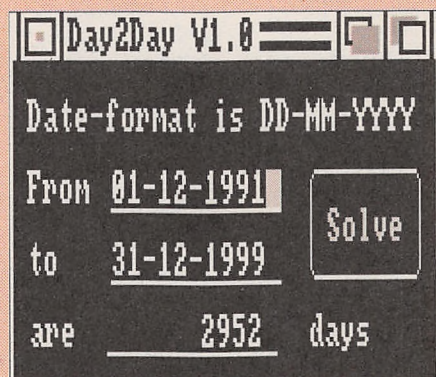 Day2Day V1.0
Date-format is DD-MM-YYYY
From 01-12-1991
Solve
to 31-12-1999
are 2952 days